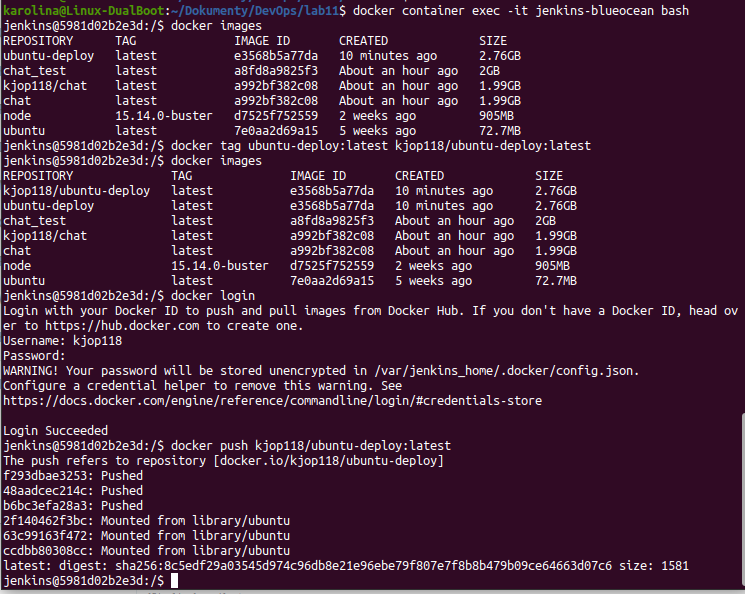 karolina@Linux-DualBoot:~/Dokumenty/DevOps/lab11$ docker container exec -it jenkins-blueocean bash
jenkins@5981d02b2e3d:/$ docker images
REPOSITORY TAG IMAGE ID CREATED SIZE
ubuntu-deploy latest e3568b5a77da 10 minutes ago 2.76GB
chat_test latest a8fd8a9825f3 About an hour ago 2GB
kjop118/chat latest a992bf382c08 About an hour ago 1.99GB
chat latest a992bf382c08 About an hour ago 1.99GB
node 15.14.0-buster d7525f752559 2 weeks ago 905MB
ubuntu latest 7e0aa2d69a15 5 weeks ago 72.7MB
jenkins@5981d02b2e3d:/$ docker tag ubuntu-deploy:latest kjop118/ubuntu-deploy:latest
jenkins@5981d02b2e3d:/$ docker images
REPOSITORY TAG IMAGE ID CREATED SIZE
kjop118/ubuntu-deploy latest e3568b5a77da 10 minutes ago 2.76GB
ubuntu-deploy latest e3568b5a77da 10 minutes ago 2.76GB
chat_test latest a8fd8a9825f3 About an hour ago 2GB
kjop118/chat latest a992bf382c08 About an hour ago 1.99GB
chat latest a992bf382c08 About an hour ago 1.99GB
node 15.14.0-buster d7525f752559 2 weeks ago 905MB
ubuntu latest 7e0aa2d69a15 5 weeks ago 72.7MB
jenkins@5981d02b2e3d:/$ docker login
Login with your Docker ID to push and pull images from Docker Hub. If you don't have a Docker ID, head ov
er to https://hub.docker.com to create one.
Username: kjop118
Password:
WARNING! Your password will be stored unencrypted in /var/jenkins_home/.docker/config.json.
Configure a credential helper to remove this warning. See
https://docs.docker.com/engine/reference/commandline/login/#credentials-store
Login Succeeded
jenkins@5981d02b2e3d:/$ docker push kjop118/ubuntu-deploy:latest
The push refers to repository [docker.io/kjop118/ubuntu-deploy]
f293dbae3253: Pushed
48aadcec214c: Pushed
b6bc3efa28a3: Pushed
2f140462f3bc: Mounted from library/ubuntu
63c99163f472: Mounted from library/ubuntu
ccdbb80308cc: Mounted from library/ubuntu
latest: digest: sha256:8c5edf29a03545d974c96db8e21e96ebe79f807e7f8b8b479b09ce64663d07c6 size: 1581
jenkins@5981d02b2e3d:/$